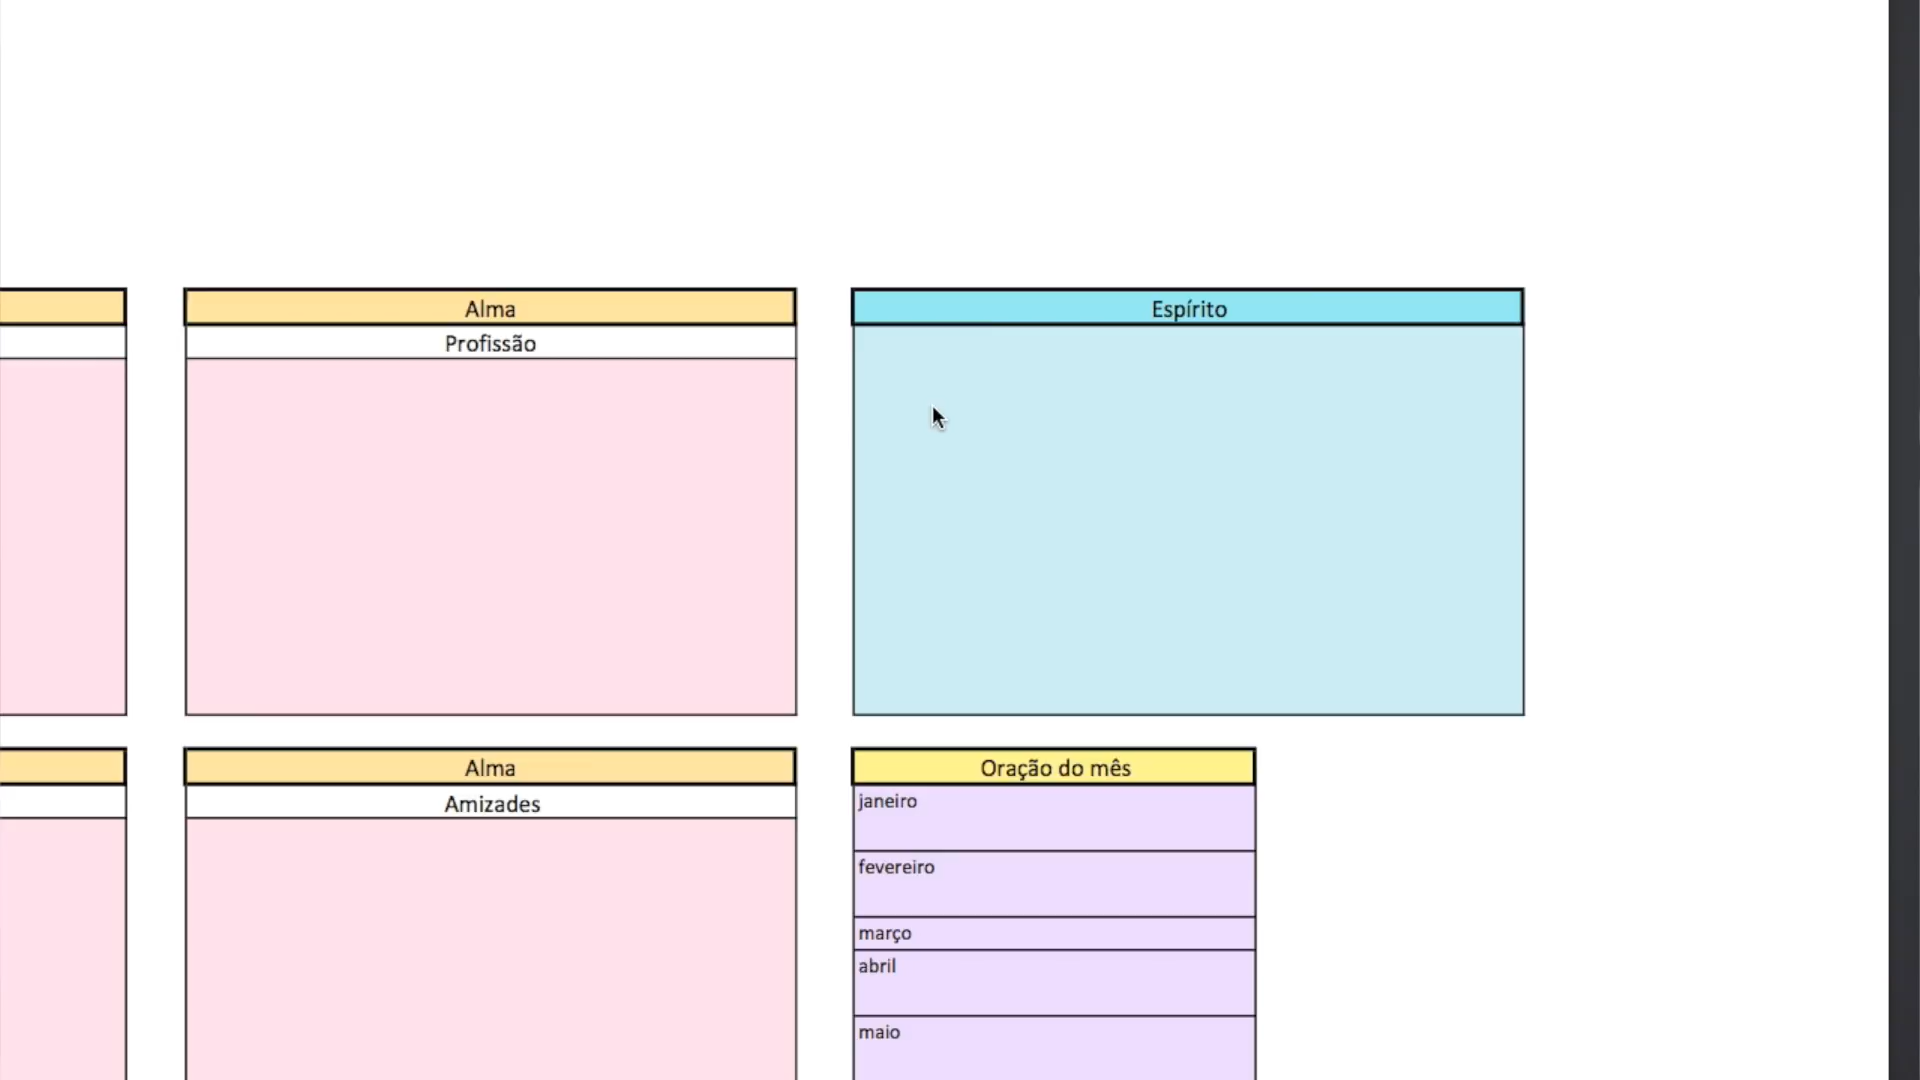 Alma
Profissão
Espírito
Alma
Amizades
Oração do mês
janeiro
fevereiro
março
abril
maio